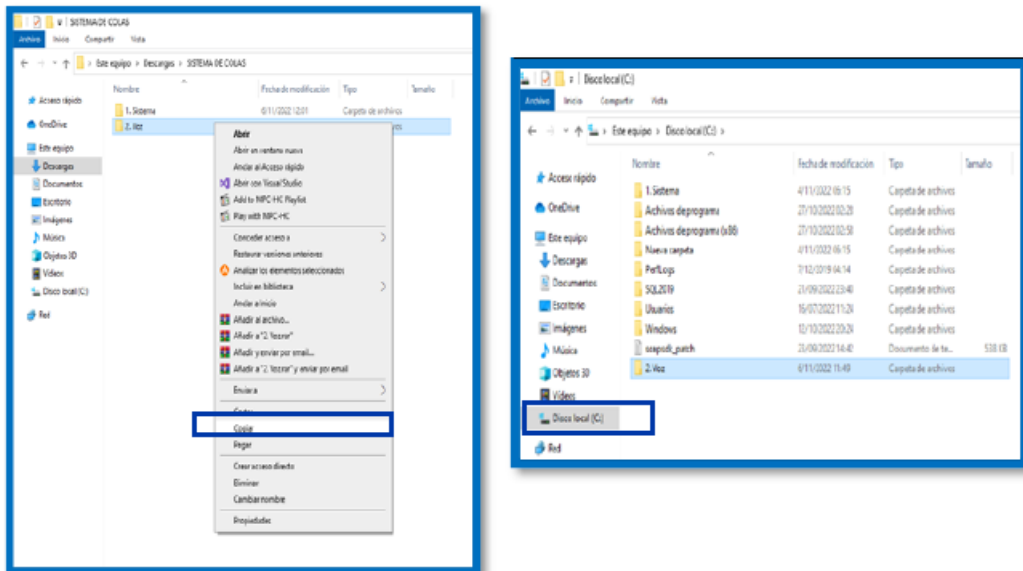 SISTEMA DE COLAS
Archivo Inicio Compartir Vista
Este equipo > Descargas > SISTEMA DE COLAS
Nombre Fecha de modificación Tipo Tamaño
Acceso rápido
OneDrive
Este equipo
Descargas
Documentos
Escritorio
Imágenes
Música
Objetos 3D
Vídeos
Disco local (C:)
Red
1. Sistema 6/11/2022 12:01 Carpeta de archivos
2. Voz
Abrir
Abrir en ventana nueva
Anclar al Acceso rápido
Abrir con Visual Studio
Add to MPC-HC Playlist
Play with MPC-HC
Conceder acceso a
Restaurar versiones anteriores
Analizar los elementos seleccionados
Incluir en biblioteca
Anclar a Inicio
Añadir al archivo...
Añadir a "2. Voz.rar"
Añadir y enviar por email...
Añadir a "2. Voz.rar" y enviar por email
Enviar a
Cortar
Copiar
Pegar
Crear acceso directo
Eliminar
Cambiar nombre
Propiedades
Disco local (C:)
Archivo Inicio Compartir Vista
Este equipo > Disco local (C:) >
Nombre Fecha de modificación Tipo Tamaño
Acceso rápido
OneDrive
Este equipo
Descargas
Documentos
Escritorio
Imágenes
Música
Objetos 3D
Vídeos
Disco local (C:)
Red
1. Sistema 4/11/2022 06:15 Carpeta de archivos
Archivos de programa 27/10/2022 02:28 Carpeta de archivos
Archivos de programa (x86) 27/10/2022 02:58 Carpeta de archivos
Nueva carpeta 4/11/2022 06:15 Carpeta de archivos
PerfLogs 7/12/2019 04:14 Carpeta de archivos
SQL2019 21/09/2022 23:40 Carpeta de archivos
Usuarios 16/07/2022 11:24 Carpeta de archivos
Windows 12/10/2022 20:24 Carpeta de archivos
Documento de te...
2. Voz 6/11/2022 11:49 Carpeta de archivos